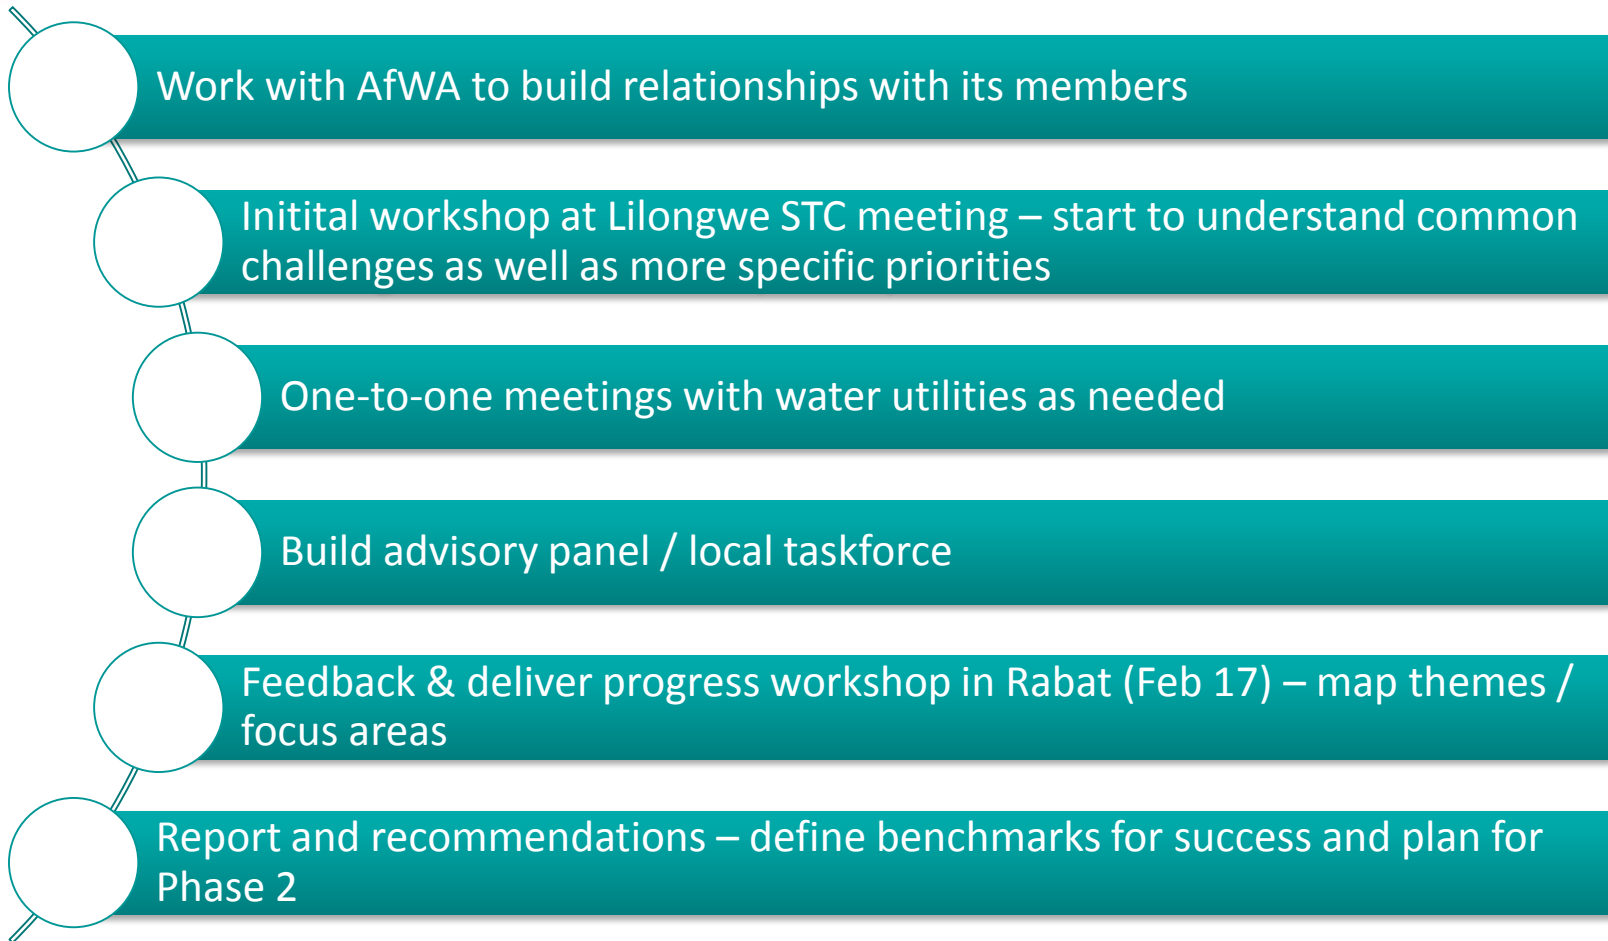 Work with AfWA to build relationships with its members
Initital workshop at Lilongwe STC meeting – start to understand common
challenges as well as more specific priorities
One-to-one meetings with water utilities as needed
Build advisory panel / local taskforce
Feedback & deliver progress workshop in Rabat (Feb 17) – map themes /
focus areas
Report and recommendations – define benchmarks for success and plan for
Phase 2